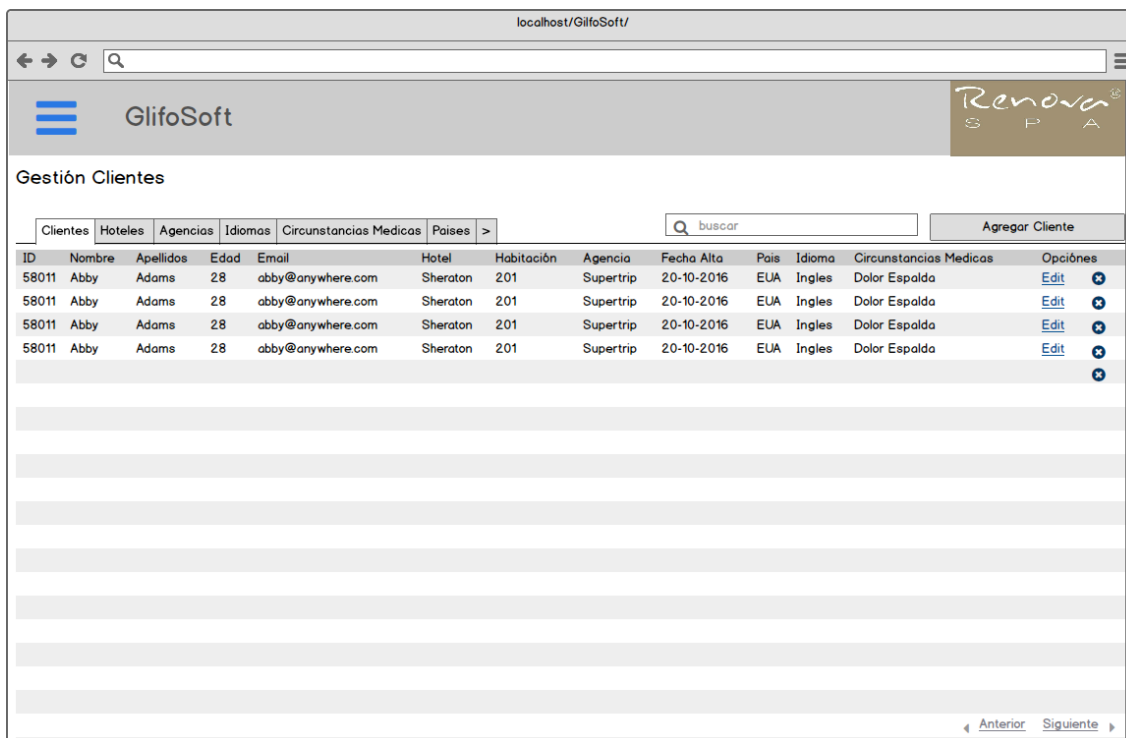 localhost/GilfoSoft/
GlifoSoft
Renova®
SPA
Gestión Clientes
Clientes Hoteles Agencias Idiomas Circunstancias Medicas Paises > buscar Agregar Cliente
ID Nombre Apellidos Edad Email Hotel Habitación Agencia Fecha Alta Pais Idioma Circunstancias Medicas Opciónes
58011 Abby Adams 28 abby@anywhere.com Sheraton 201 Supertrip 20-10-2016 EUA Ingles Dolor Espalda Edit
58011 Abby Adams 28 abby@anywhere.com Sheraton 201 Supertrip 20-10-2016 EUA Ingles Dolor Espalda Edit
58011 Abby Adams 28 abby@anywhere.com Sheraton 201 Supertrip 20-10-2016 EUA Ingles Dolor Espalda Edit
58011 Abby Adams 28 abby@anywhere.com Sheraton 201 Supertrip 20-10-2016 EUA Ingles Dolor Espalda Edit
Anterior Siguiente